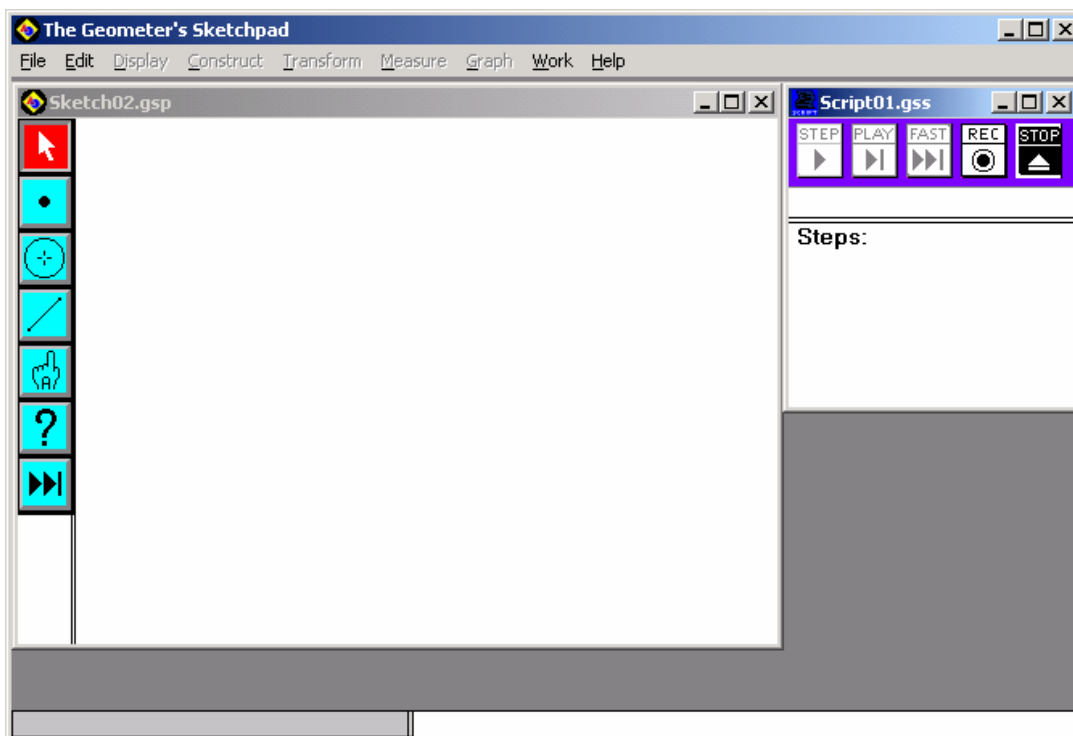 The Geometer's Sketchpad
File Edit Display Construct Transform Measure Graph Work Help
Sketch02.gsp
Script01.gss
SCRIPT
STEP PLAY FAST REC STOP
Steps:
A
?